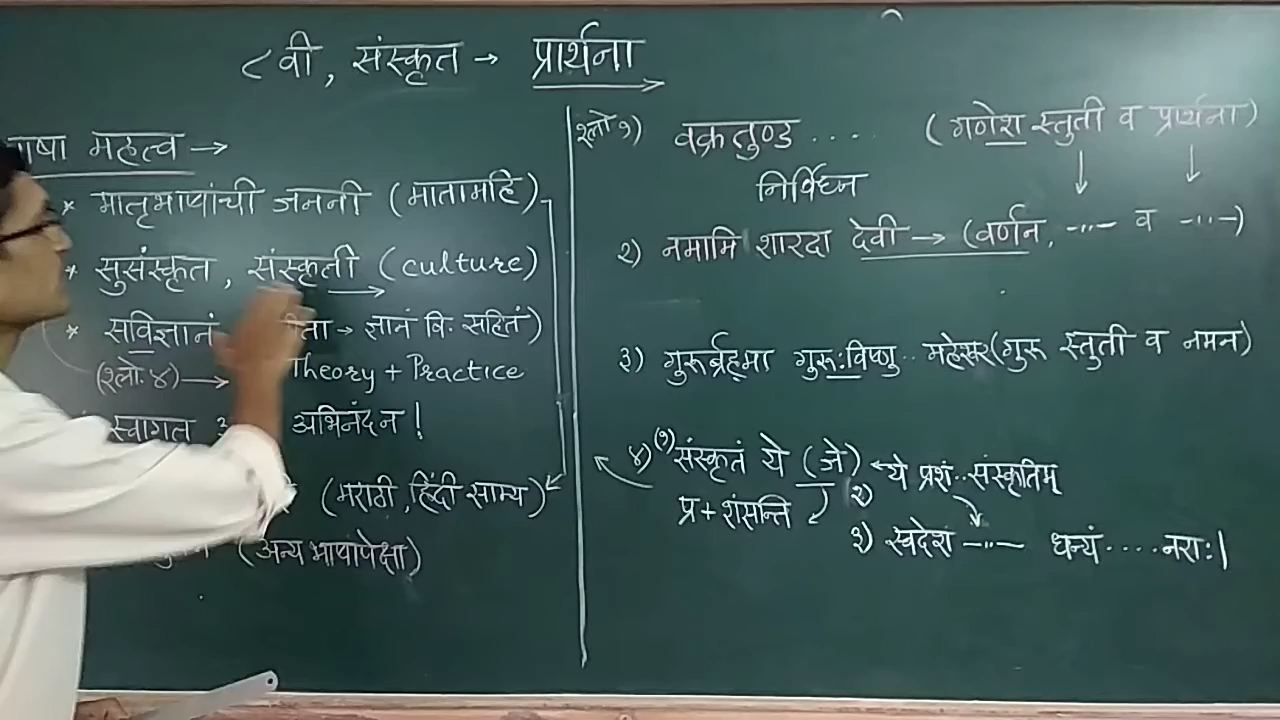 ८ वी, संस्कृत → प्रार्थना
भाषा महत्व →
* मातृभाषांची जननी (मातामहि)
* सुसंस्कृत, संस्कृती (culture)
* सविज्ञानं → ज्ञानं वि. सहितं)
(श्लो. ४) → Theory + Practice
स्वागत अभिनंदन!
(मराठी, हिंदी साम्य)
(अन्य भाषांपेक्षा)
श्लो १) वक्रतुण्ड .... (गणेश स्तुती व प्रार्थना)
निर्विघ्न
२) नमामि शारदा देवी → (वर्णन, —〃— व —〃—)
३) गुरुर्ब्रह्मा गुरुःविष्णु.. महेश्वर (गुरु स्तुती व नमन)
४) (१) संस्कृतं ये (जे) ← ये प्रशं..संस्कृतिम्
प्र + शंसन्ति २)
३) स्वदेशं —〃— धन्यं .... नराः।